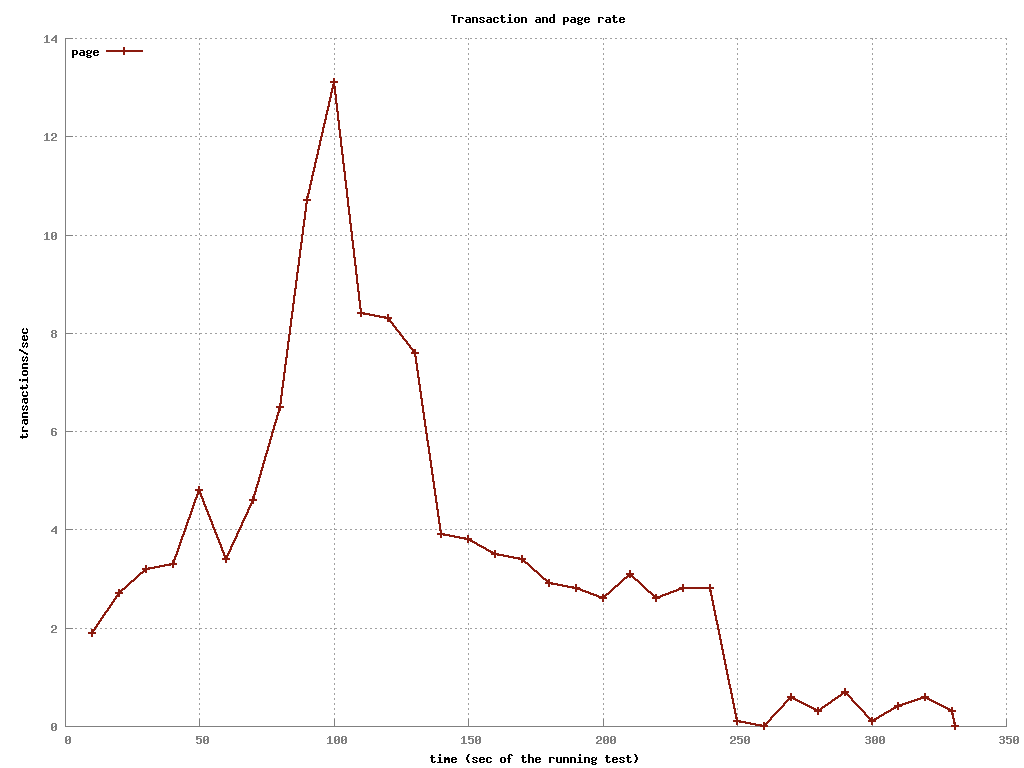 Transaction and page rate
page
14
12
10
8
6
4
2
0
transactions/sec
0 50 100 150 200 250 300 350
time (sec of the running test)